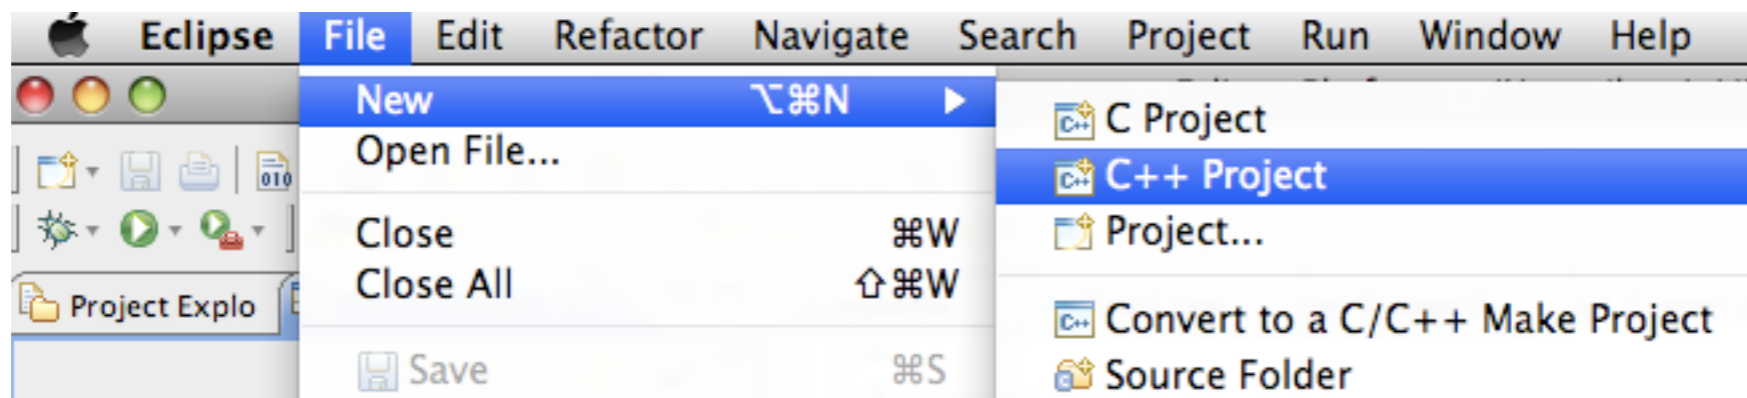 Eclipse File Edit Refactor Navigate Search Project Run Window Help
New ⌥⌘N ▶
Open File...
Close ⌘W
Close All ⇧⌘W
Save ⌘S
C Project
C++ Project
Project...
Convert to a C/C++ Make Project
Source Folder
010
Project Explo